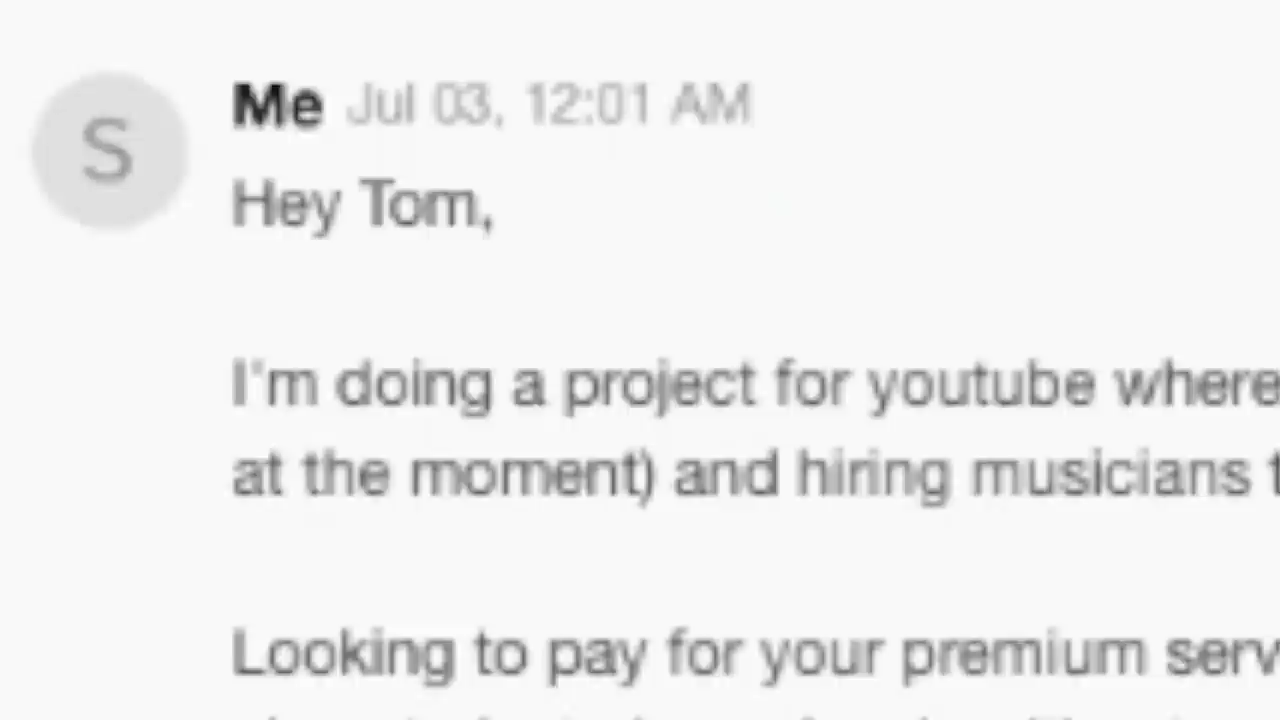 S
Me Jul 03, 12:01 AM
Hey Tom,
I'm doing a project for youtube where
at the moment) and hiring musicians t
Looking to pay for your premium serv